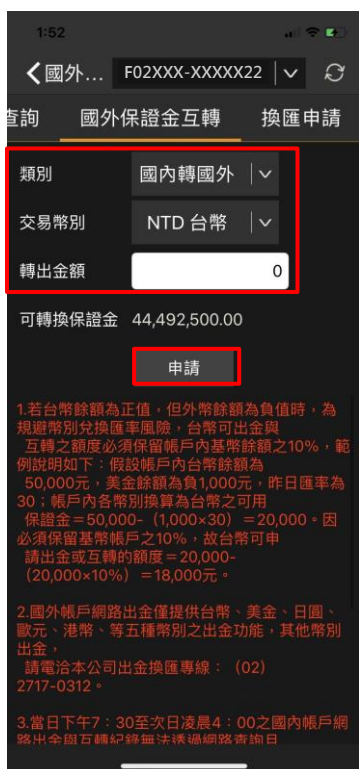 1:52
國外... F02XXX-XXXXX22
查詢 國外保證金互轉 換匯申請
類別 國內轉國外
交易幣別 NTD 台幣
轉出金額 0
可轉換保證金 44,492,500.00
申請
1.若台幣餘額為正值，但外幣餘額為負值時，為
規避幣別兌換匯率風險，台幣可出金與
互轉之額度必須保留帳戶內基幣餘額之10%，範
例說明如下：假設帳戶內台幣餘額為
50,000元，美金餘額為負1,000元，昨日匯率為
30；帳戶內各幣別換算為台幣之可用
保證金＝50,000-（1,000×30）＝20,000。因
必須保留基幣帳戶之10%，故台幣可申
請出金或互轉的額度＝20,000-
（20,000×10%）＝18,000元。
2.國外帳戶網路出金僅提供台幣、美金、日圓、
歐元、港幣、等五種幣別之出金功能，其他幣別
出金，
請電洽本公司出金換匯專線：（02）
2717-0312。
3.當日下午7：30至次日凌晨4：00之國內帳戶網
路出金與互轉紀錄無法透過網路查詢日